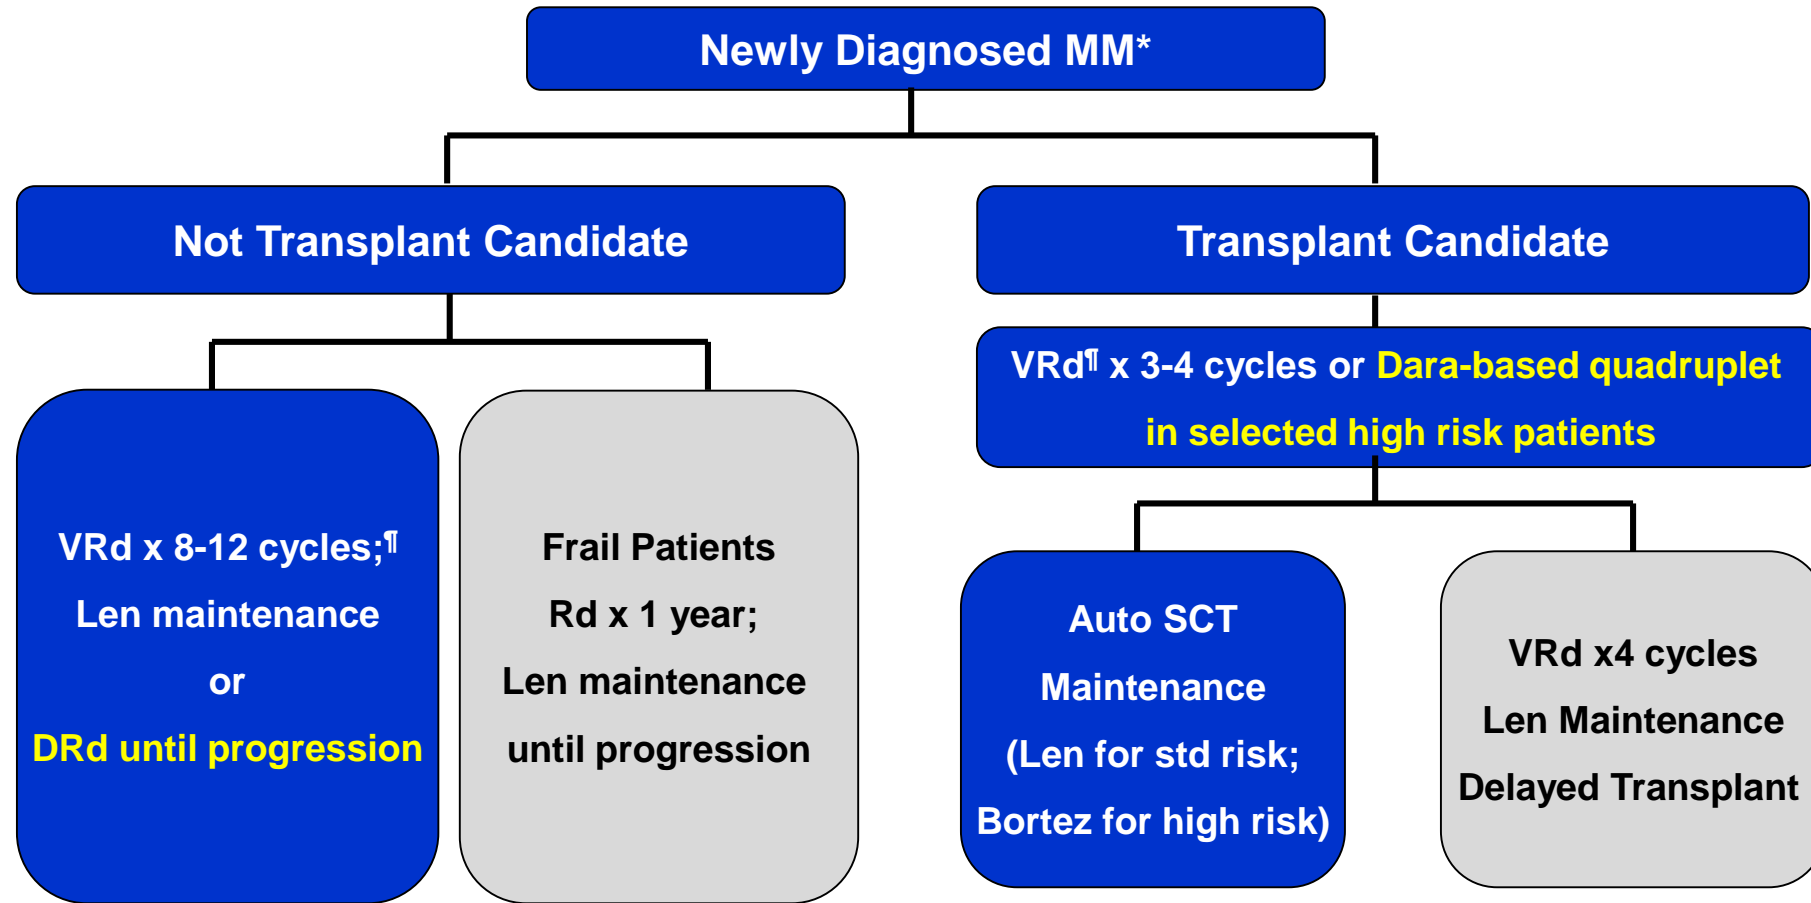 Newly Diagnosed MM*
Not Transplant Candidate
Transplant Candidate
VRd¶ x 3-4 cycles or Dara-based quadruplet
in selected high risk patients
VRd x 8-12 cycles;¶
Len maintenance
or
DRd until progression
Frail Patients
Rd x 1 year;
Len maintenance
until progression
Auto SCT
Maintenance
(Len for std risk;
Bortez for high risk)
VRd x4 cycles
Len Maintenance
Delayed Transplant